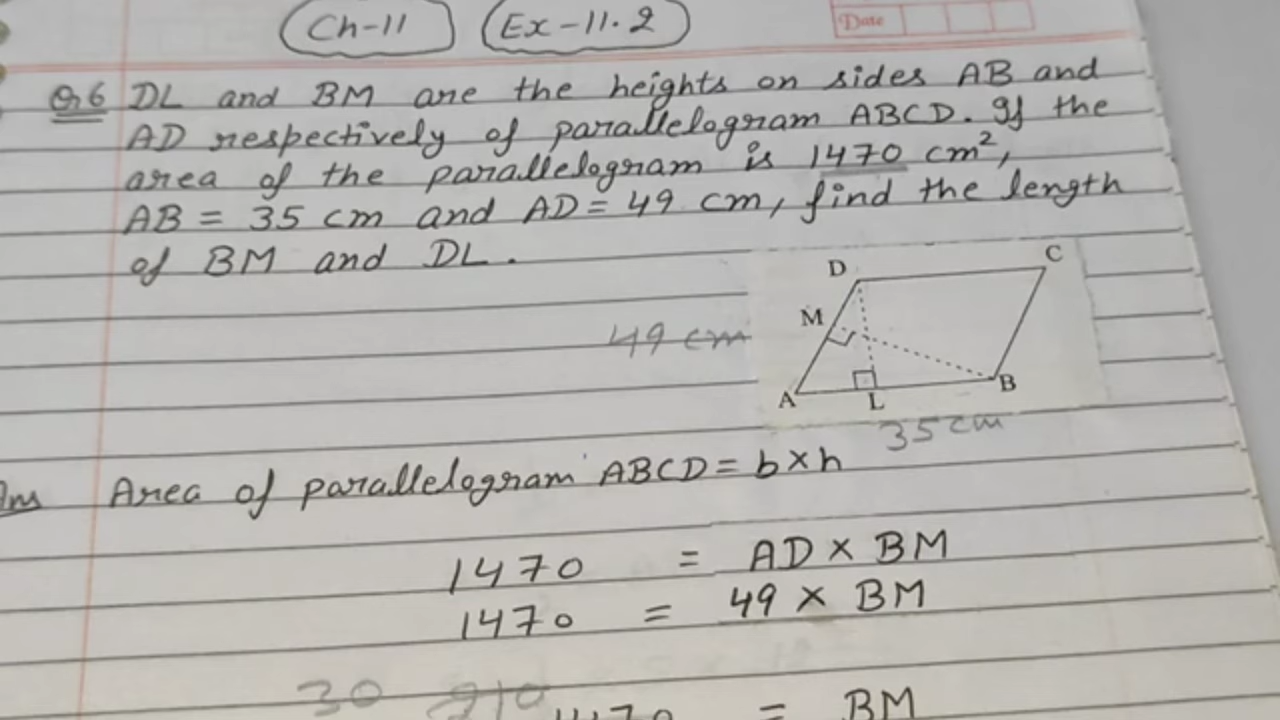 Date
Ch-11 Ex-11.2
Q6 DL and BM are the heights on sides AB and
AD respectively of parallelogram ABCD. If the
area of the parallelogram is 1470 cm²,
AB = 35 cm and AD = 49 cm, find the length
of BM and DL.
D C
M
49 cm
A L B
35 cm
Ans Area of parallelogram ABCD = b×h
1470 = AD × BM
1470 = 49 × BM
30 210
1470 = BM